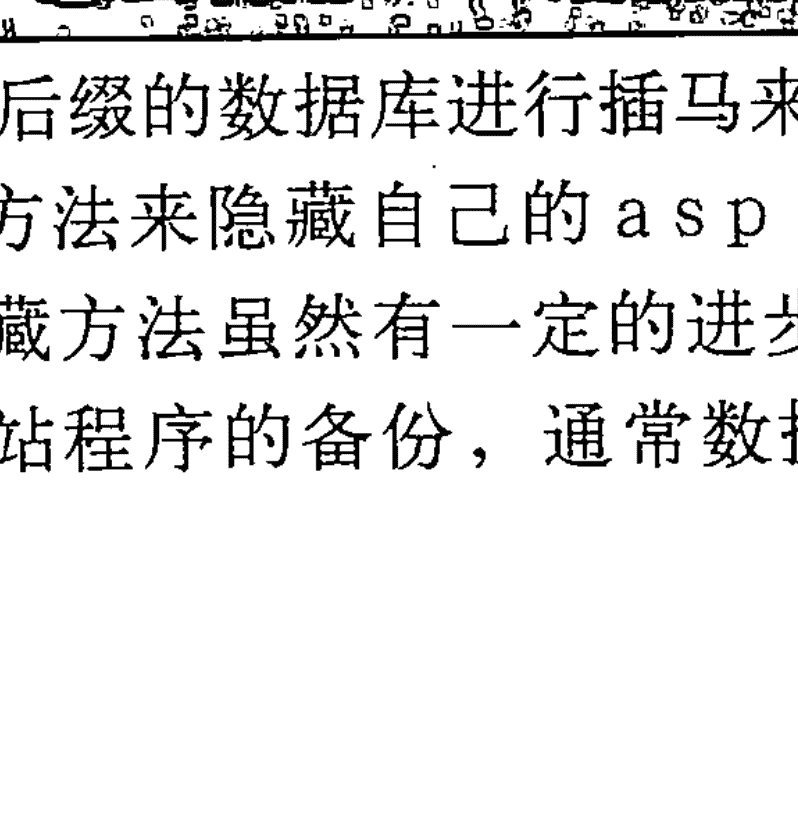 后缀的数据库进行插马来
方法来隐藏自己的asp
藏方法虽然有一定的进步
站程序的备份，通常数据